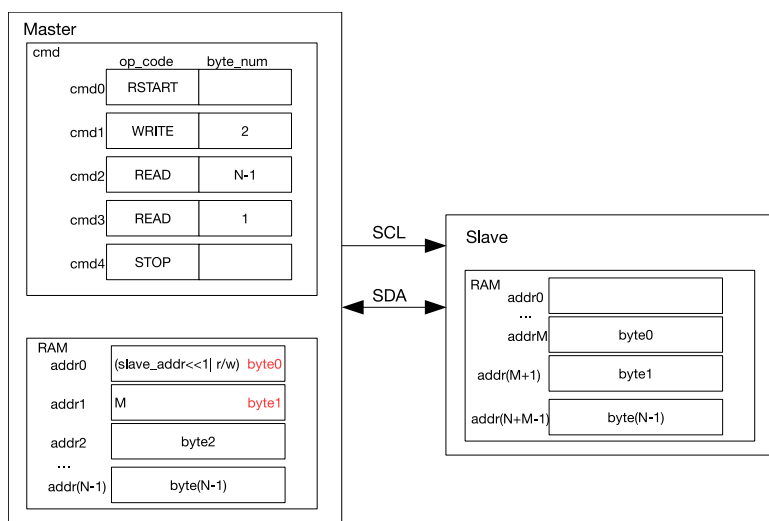 Master
cmd
op_code byte_num
cmd0 RSTART
cmd1 WRITE 2
cmd2 READ N-1
cmd3 READ 1
cmd4 STOP
RAM
addr0 (slave_addr<<1| r/w) byte0
addr1 M byte1
addr2 byte2
...
addr(N-1) byte(N-1)
SCL
SDA
Slave
RAM
addr0
...
addrM byte0
addr(M+1) byte1
addr(N+M-1) byte(N-1)